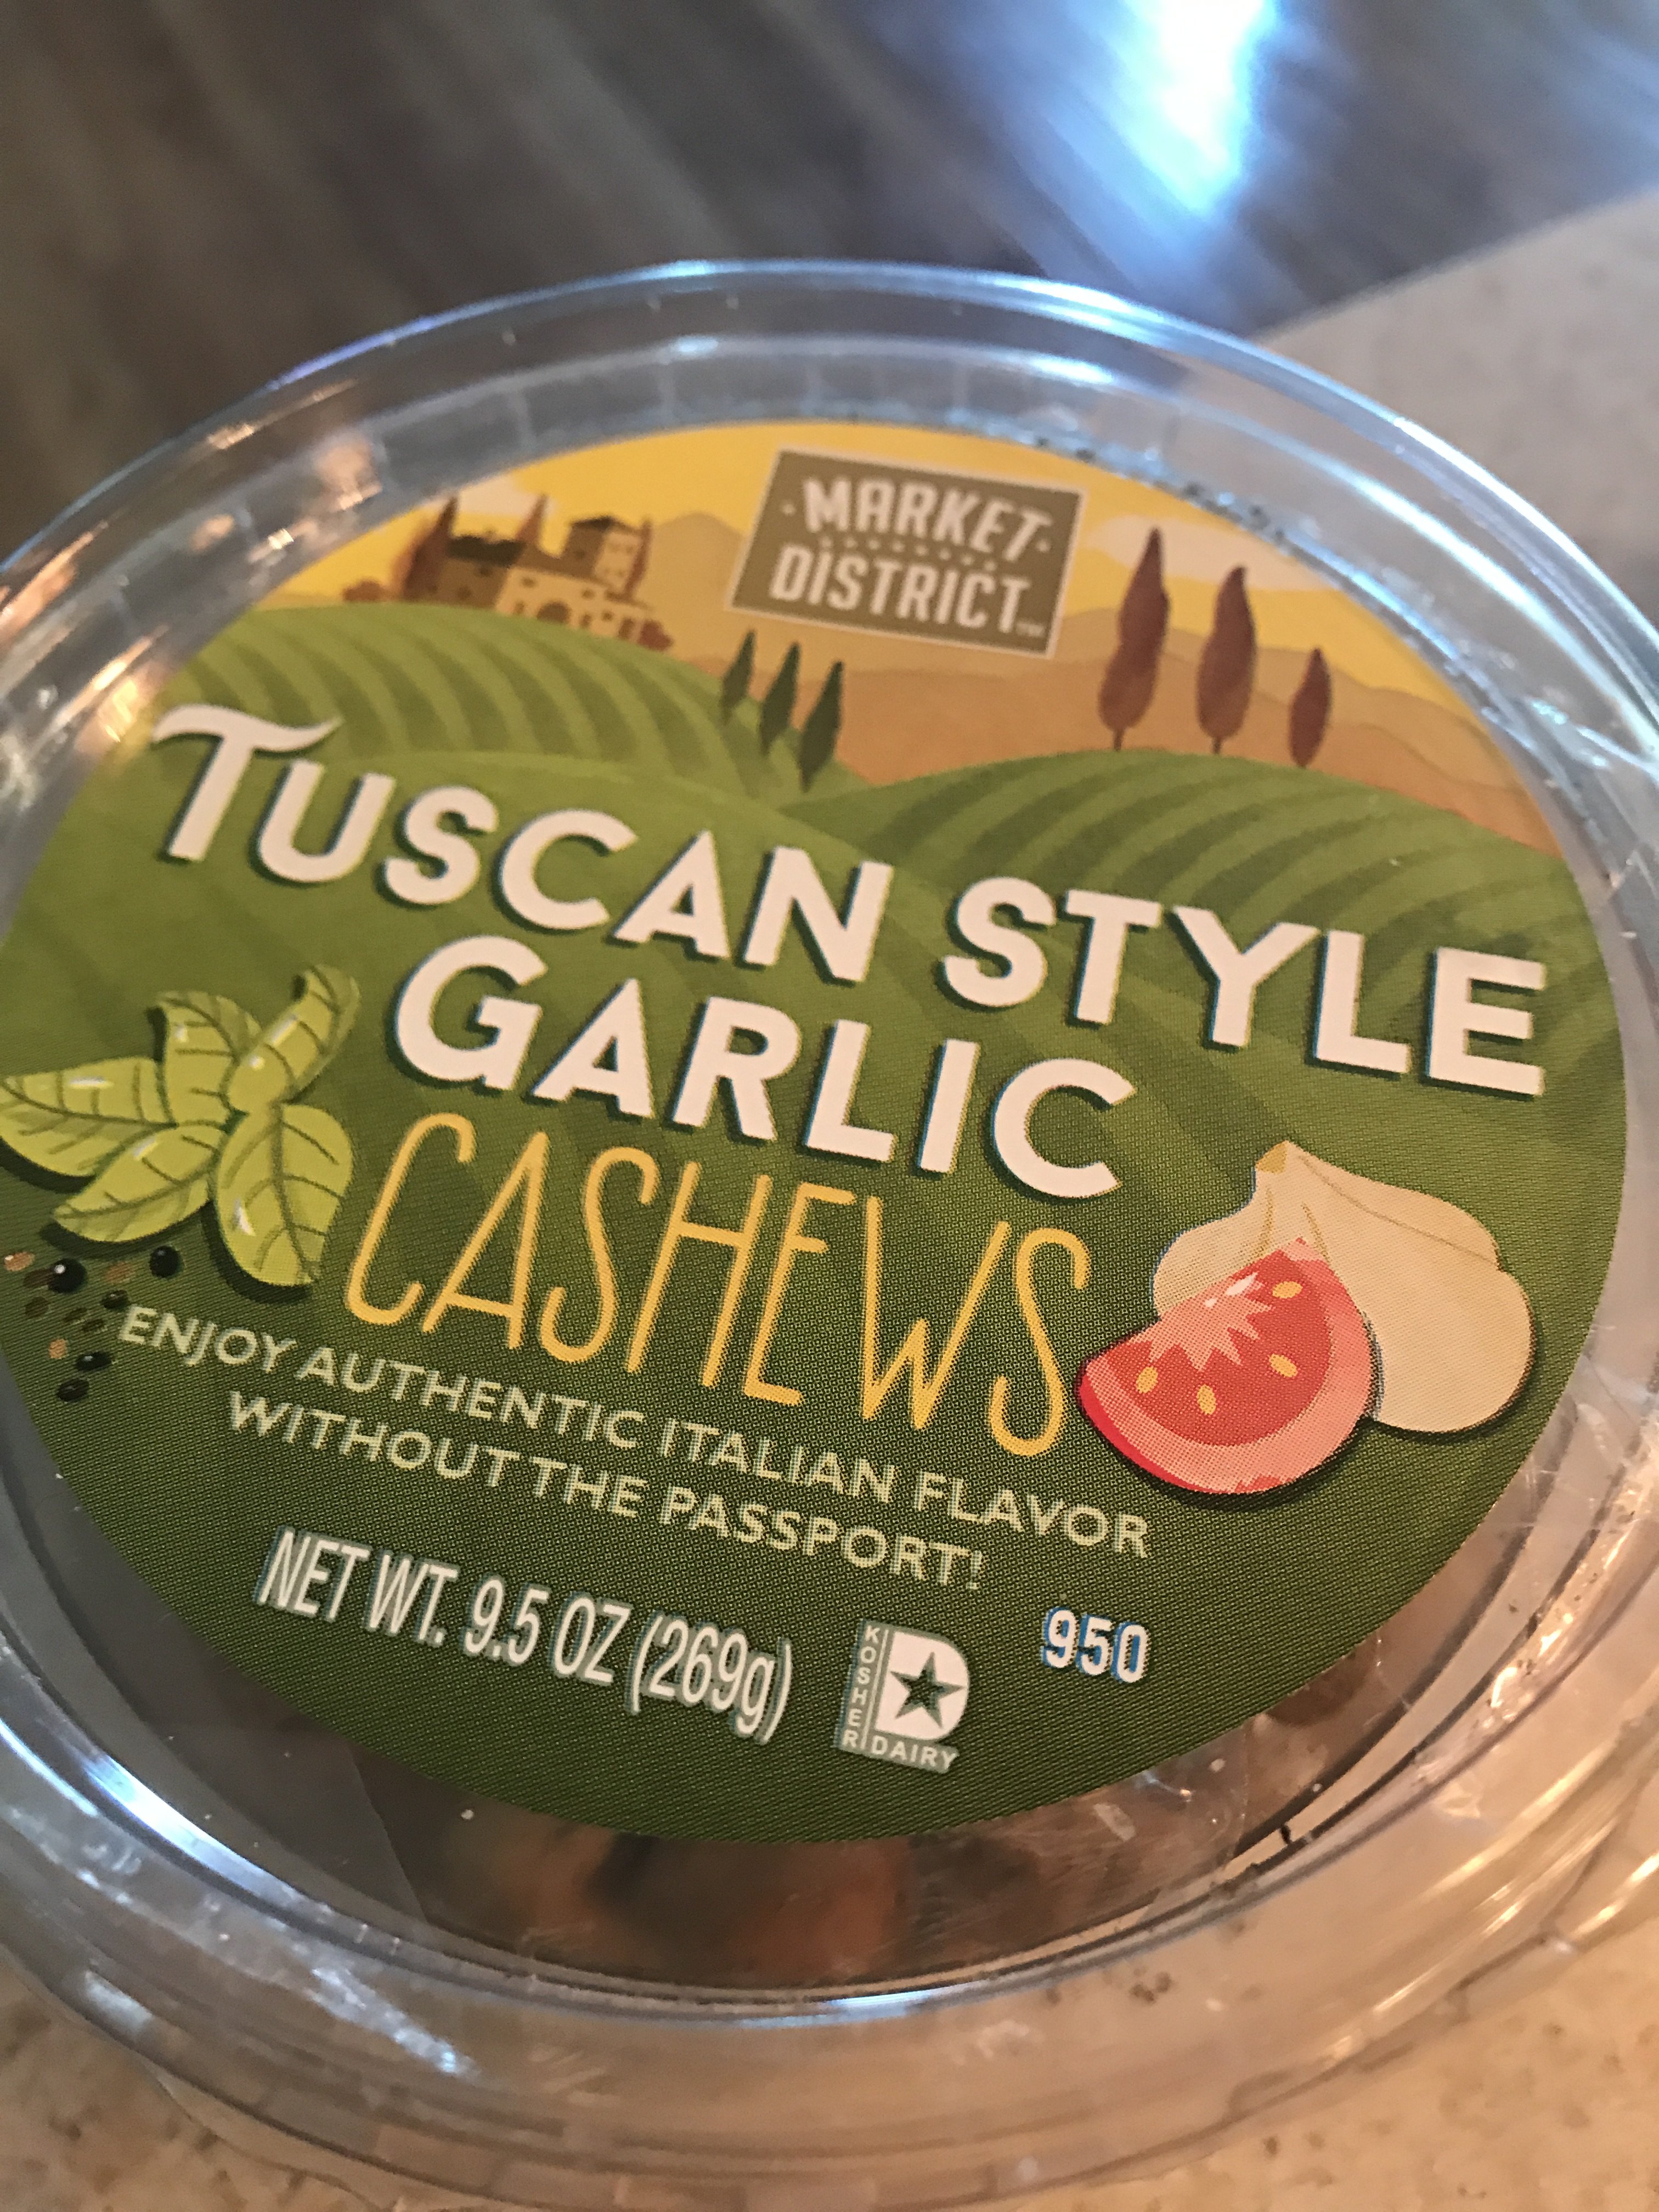 MARKET
DISTRICT™
TUSCAN STYLE
GARLIC
CASHEWS
ENJOY AUTHENTIC ITALIAN FLAVOR
WITHOUT THE PASSPORT!
NET WT. 9.5 OZ (269g)
KOSHER
DAIRY
950